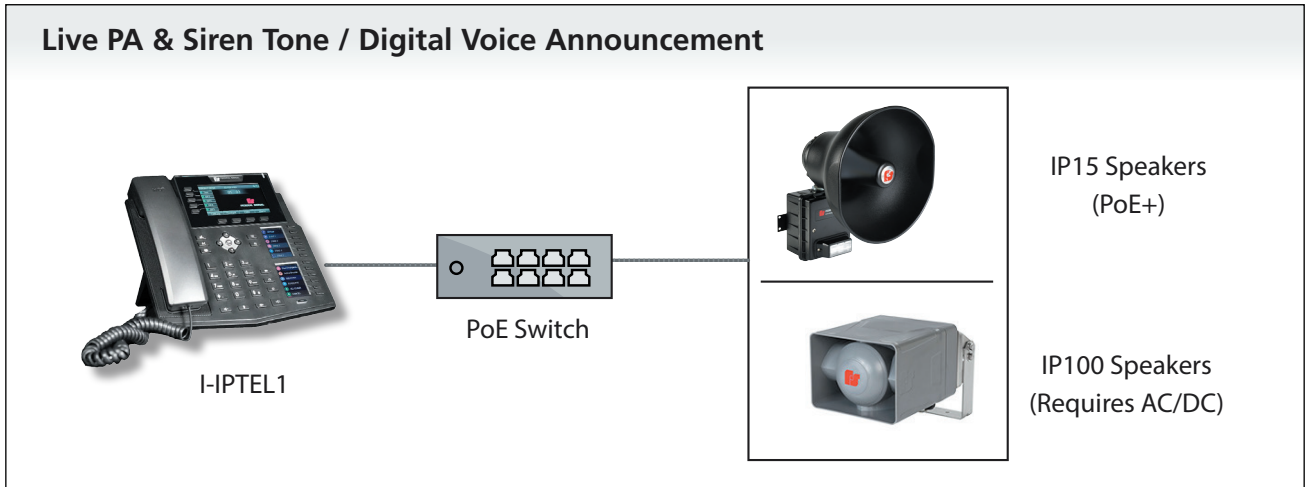 Live PA & Siren Tone / Digital Voice Announcement
I-IPTEL1
PoE Switch
IP15 Speakers
(PoE+)
IP100 Speakers
(Requires AC/DC)